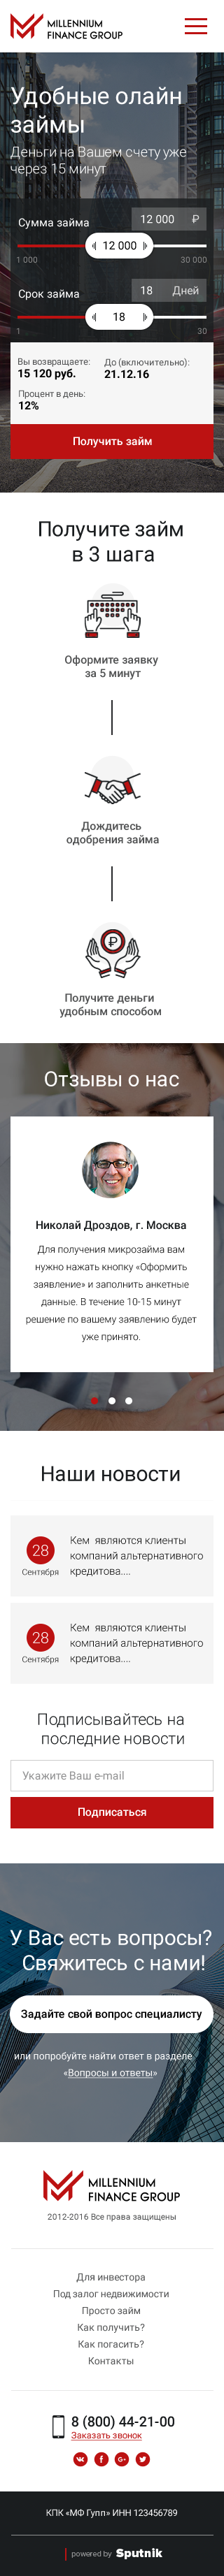 MILLENNIUM
FINANCE GROUP
Удобные олайн
займы
Деньги на Вашем счету уже
через 15 минут
Сумма займа
12 000 ₽
12 000
1 000
30 000
Срок займа
18 Дней
18
1
30
Вы возвращаете:
15 120 руб.
До (включительно):
21.12.16
Процент в день:
12%
Получить займ
Получите займ
в 3 шага
Оформите заявку
за 5 минут
Дождитесь
одобрения займа
₽
Получите деньги
удобным способом
Отзывы о нас
Николай Дроздов, г. Москва
Для получения микрозайма вам
нужно нажать кнопку «Оформить
заявление» и заполнить анкетные
данные. В течение 10-15 минут
решение по вашему заявлению будет
уже принято.
Наши новости
28
Сентября
Кем являются клиенты
компаний альтернативного
кредитова....
28
Сентября
Кем являются клиенты
компаний альтернативного
кредитова....
Подписывайтесь на
последние новости
Укажите Ваш e-mail
Подписаться
У Вас есть вопросы?
Свяжитесь с нами!
Задайте свой вопрос специалисту
или попробуйте найти ответ в разделе
«Вопросы и ответы»
MILLENNIUM
FINANCE GROUP
2012-2016 Все права защищены
Для инвестора
Под залог недвижимости
Просто займ
Как получить?
Как погасить?
Контакты
8 (800) 44-21-00
Заказать звонок
КПК «МФ Гупп» ИНН 123456789
powered by Sputnik